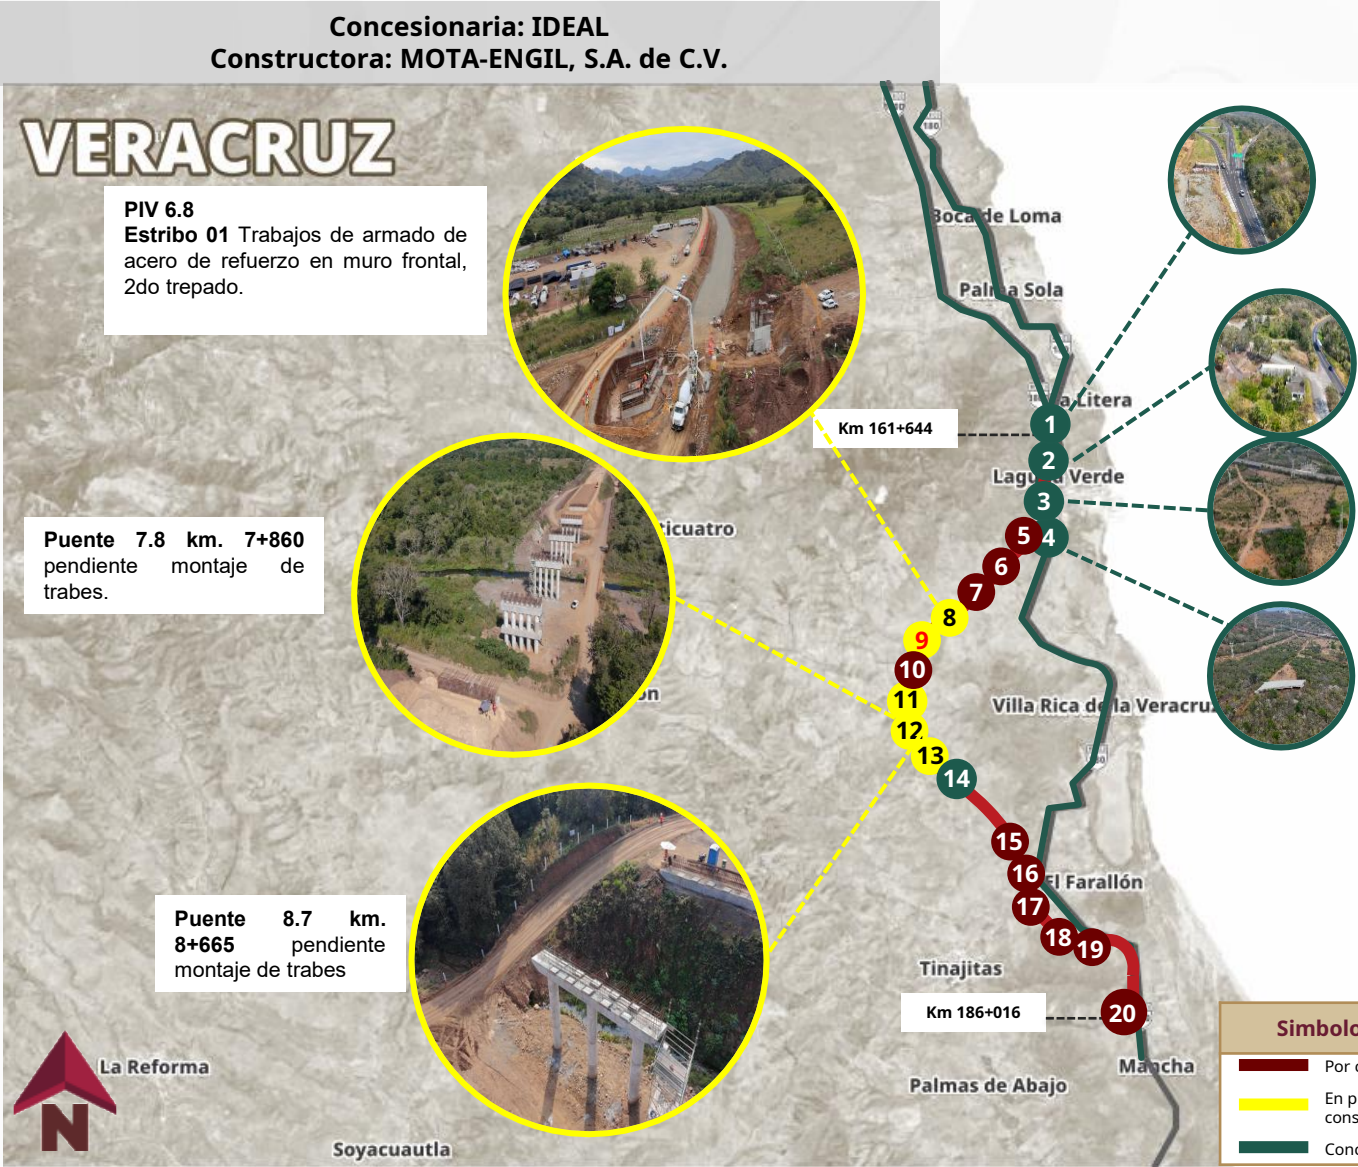 Concesionaria: IDEAL
Constructora: MOTA-ENGIL, S.A. de C.V.
VERACRUZ
PIV 6.8
Estribo 01 Trabajos de armado de
acero de refuerzo en muro frontal,
2do trepado.
180
Boca de Loma
Palma Sola
La Litera
Km 161+644
1
2
Laguna Verde
3
ticuatro
5
4
Puente 7.8 km. 7+860
pendiente montaje de
trabes.
6
7
8
9
10
ón
11
Villa Rica de la Veracruz
12
13
14
15
16
El Farallón
17
18
19
Puente 8.7 km.
8+665 pendiente
montaje de trabes
Tinajitas
Km 186+016
20
Simbolo
Por
En p
cons
Conc
La Reforma
Mancha
Palmas de Abajo
N
Soyacuautla